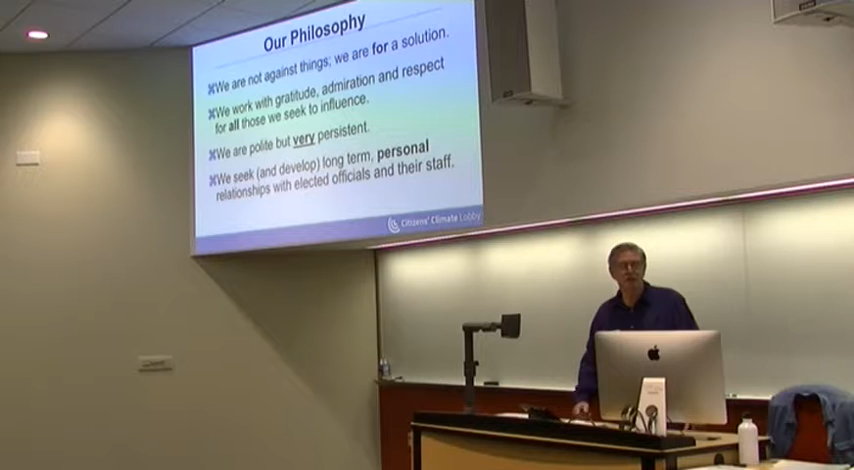 Our Philosophy
⌘We are not against things; we are for a solution.
⌘We work with gratitude, admiration and respect
for all those we seek to influence.
⌘We are polite but very persistent.
⌘We seek (and develop) long term, personal
relationships with elected officials and their staff.
Citizens' Climate Lobby